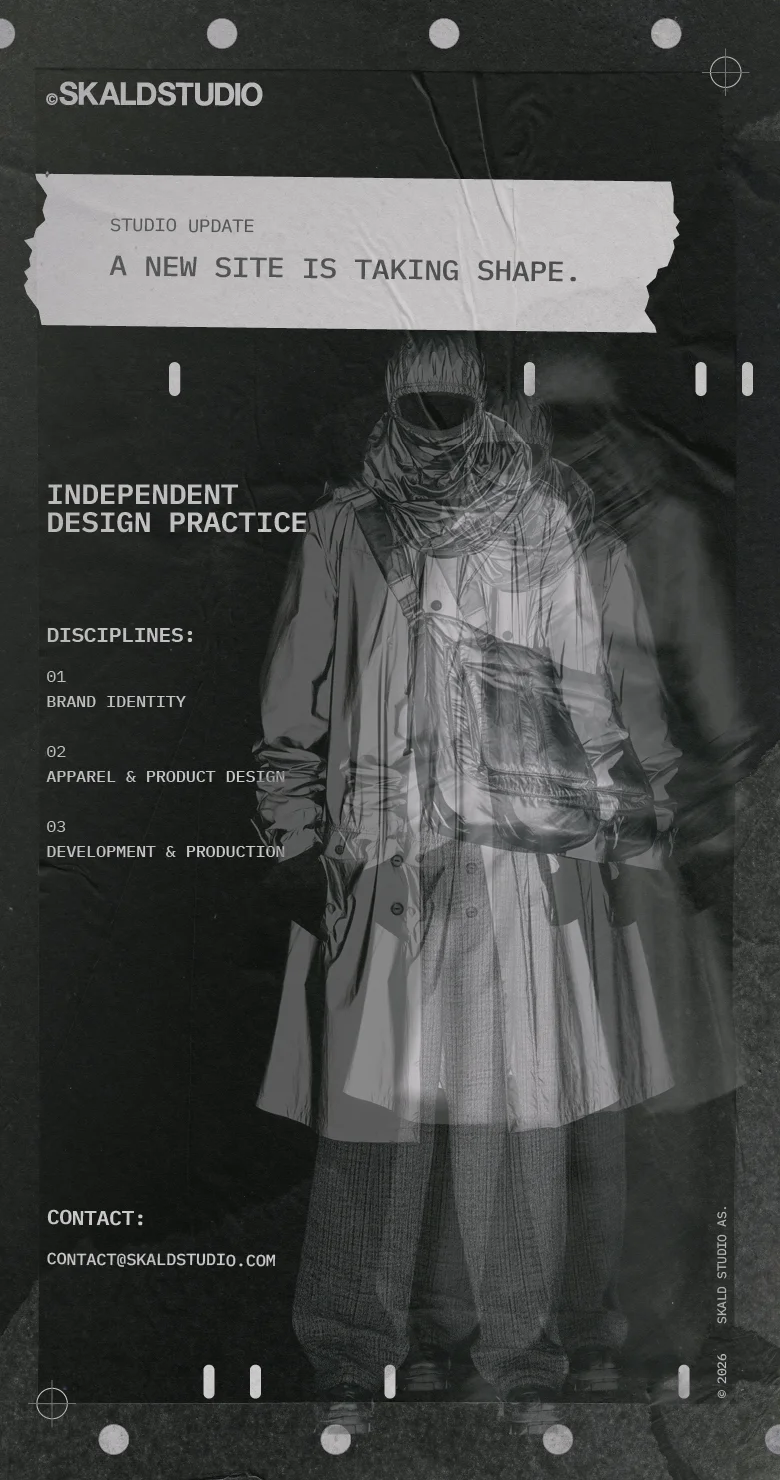 ©SKALDSTUDIO
STUDIO UPDATE
A NEW SITE IS TAKING SHAPE.
INDEPENDENT
DESIGN PRACTICE
DISCIPLINES:
01
BRAND IDENTITY
02
APPAREL & PRODUCT DESIGN
03
DEVELOPMENT & PRODUCTION
CONTACT:
CONTACT@SKALDSTUDIO.COM
© 2026 SKALD STUDIO AS.